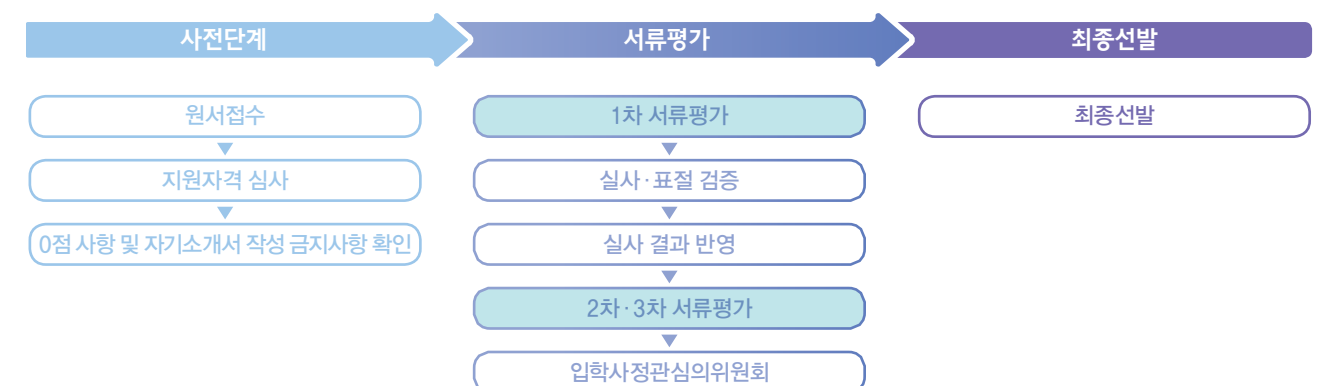 사전단계
서류평가
최종선발
원서접수
지원자격 심사
0점 사항 및 자기소개서 작성 금지사항 확인
1차 서류평가
실사·표절 검증
실사 결과 반영
2차·3차 서류평가
입학사정관심의위원회
최종선발